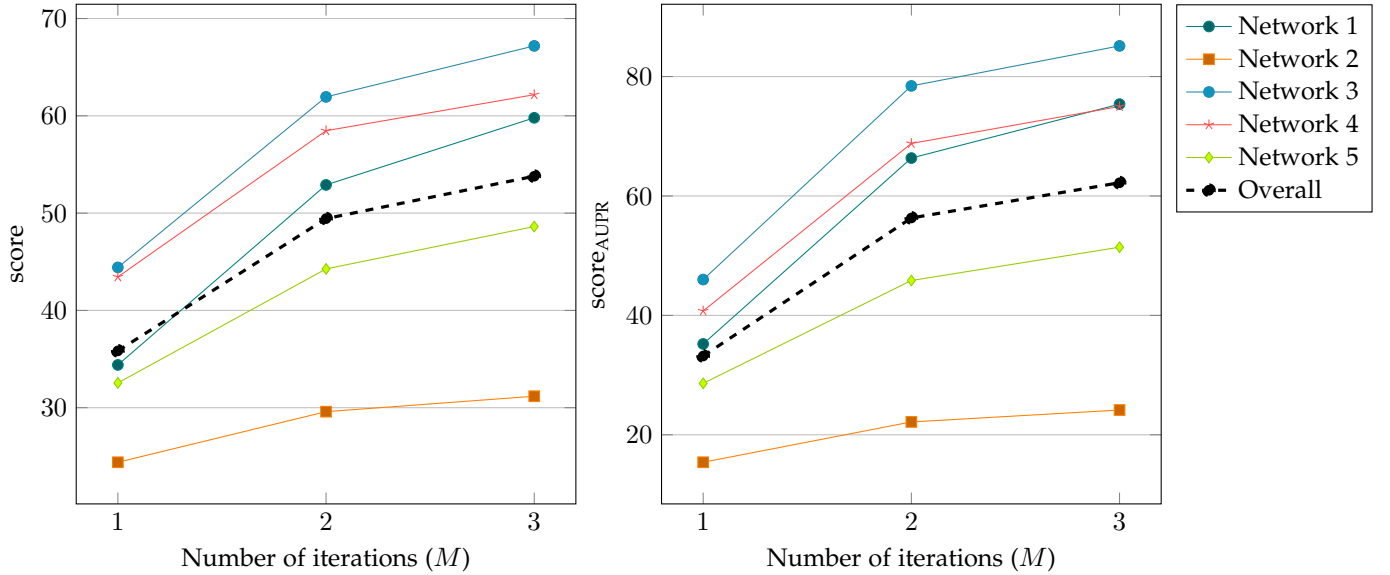 70
60
50
40
30
score
1 2 3
Number of iterations (M)
80
60
40
20
score_AUPR
1 2 3
Number of iterations (M)
Network 1
Network 2
Network 3
Network 4
Network 5
Overall